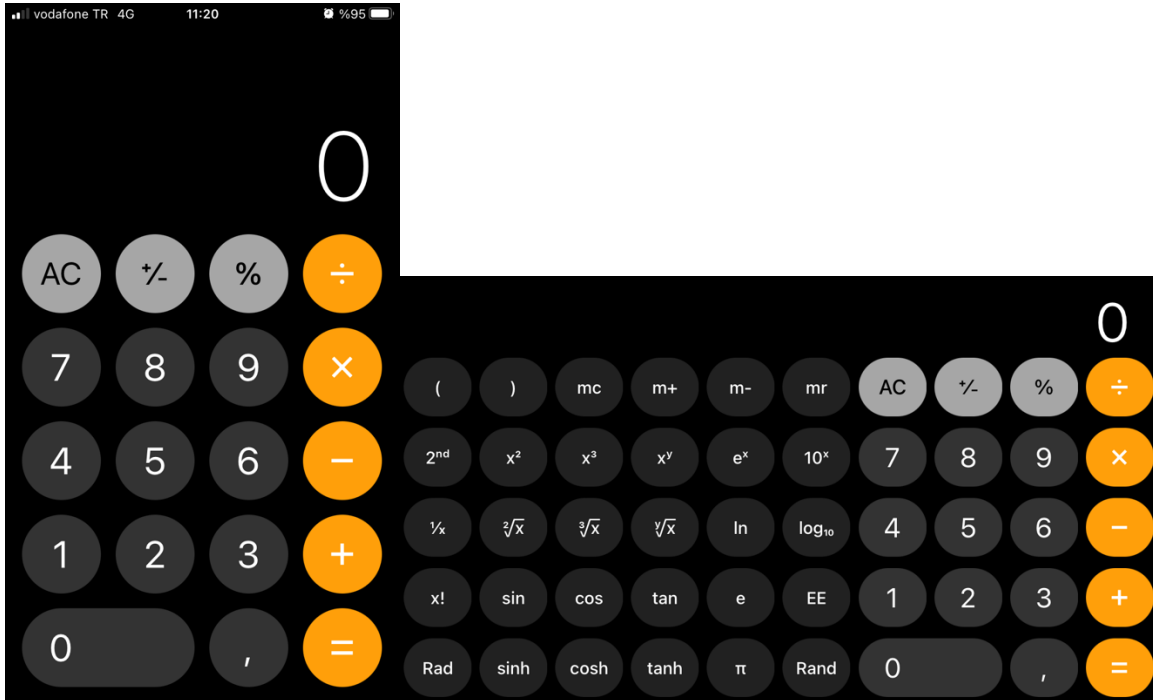 vodafone TR 4G 11:20 %95
0
AC ⁺∕₋ % ÷
7 8 9 ×
4 5 6 −
1 2 3 +
0 , =
0
( ) mc m+ m- mr AC ⁺∕₋ % ÷
2ⁿᵈ x² x³ xʸ eˣ 10ˣ 7 8 9 ×
¹∕ₓ ²√x ³√x ʸ√x ln log₁₀ 4 5 6 −
x! sin cos tan e EE 1 2 3 +
Rad sinh cosh tanh π Rand 0 , =